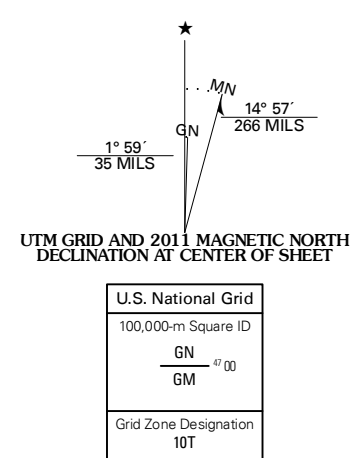 ★
MN
GN
14° 57´
266 MILS
1° 59´
35 MILS
UTM GRID AND 2011 MAGNETIC NORTH
DECLINATION AT CENTER OF SHEET
U.S. National Grid
100,000-m Square ID
GN
47 00
GM
Grid Zone Designation
10T